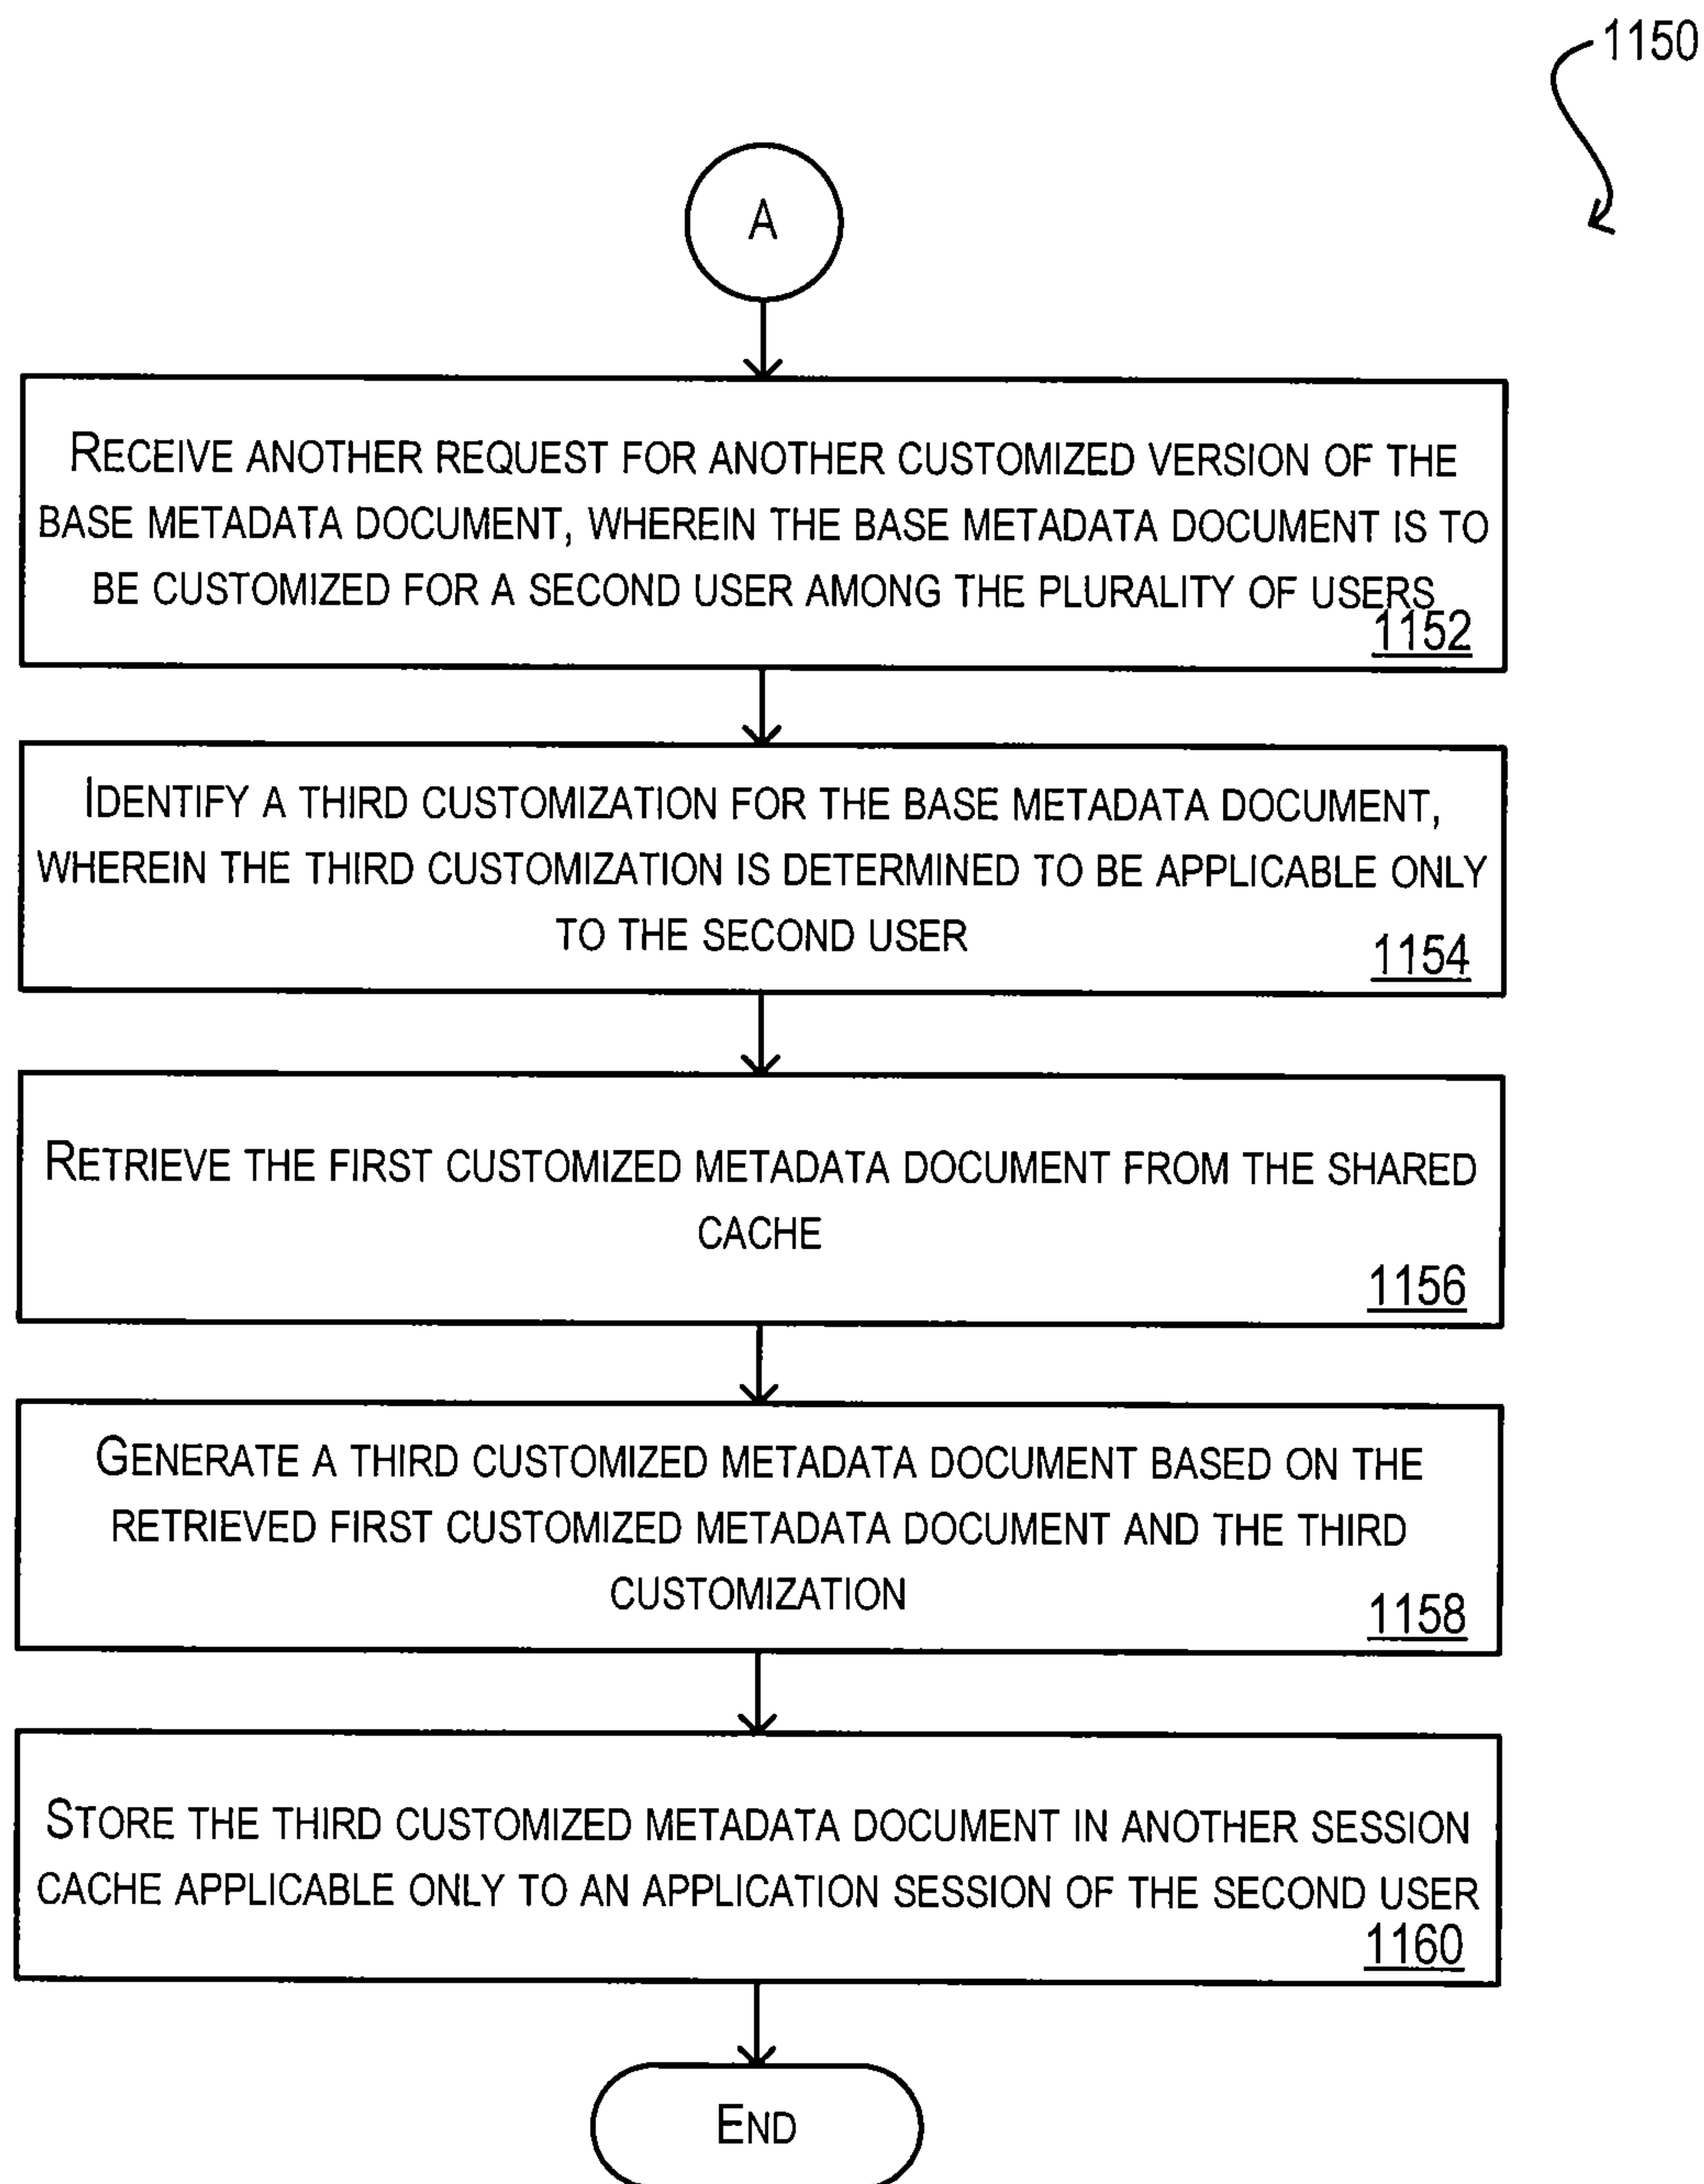 1150
A
RECEIVE ANOTHER REQUEST FOR ANOTHER CUSTOMIZED VERSION OF THE
BASE METADATA DOCUMENT, WHEREIN THE BASE METADATA DOCUMENT IS TO
BE CUSTOMIZED FOR A SECOND USER AMONG THE PLURALITY OF USERS
1152
IDENTIFY A THIRD CUSTOMIZATION FOR THE BASE METADATA DOCUMENT,
WHEREIN THE THIRD CUSTOMIZATION IS DETERMINED TO BE APPLICABLE ONLY
TO THE SECOND USER
1154
RETRIEVE THE FIRST CUSTOMIZED METADATA DOCUMENT FROM THE SHARED
CACHE
1156
GENERATE A THIRD CUSTOMIZED METADATA DOCUMENT BASED ON THE
RETRIEVED FIRST CUSTOMIZED METADATA DOCUMENT AND THE THIRD
CUSTOMIZATION
1158
STORE THE THIRD CUSTOMIZED METADATA DOCUMENT IN ANOTHER SESSION
CACHE APPLICABLE ONLY TO AN APPLICATION SESSION OF THE SECOND USER
1160
END